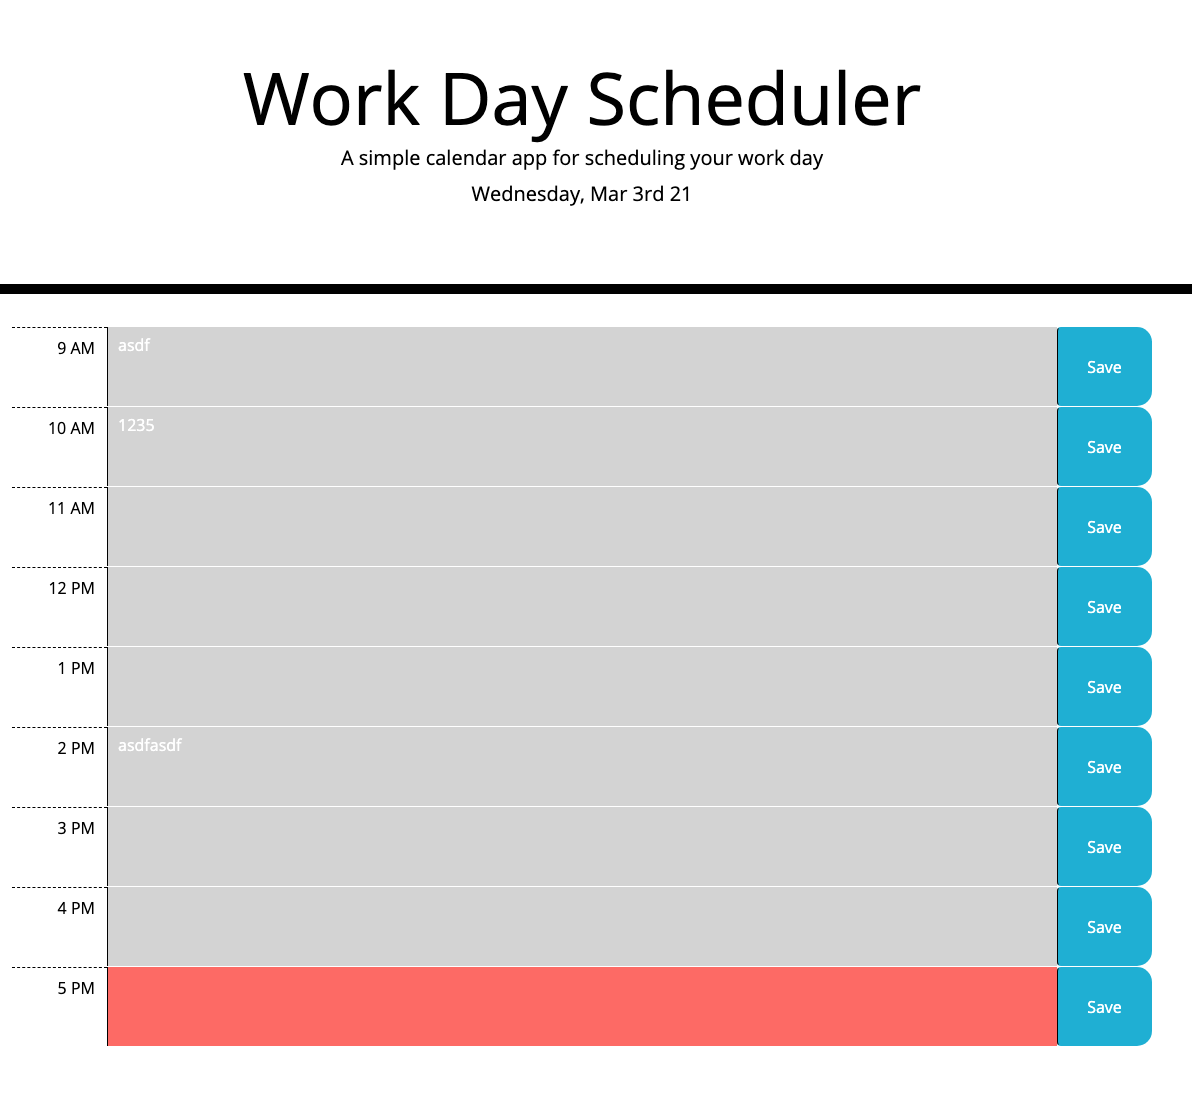 Work Day Scheduler
A simple calendar app for scheduling your work day
Wednesday, Mar 3rd 21
9 AM asdf Save
10 AM 1235 Save
11 AM Save
12 PM Save
1 PM Save
2 PM asdfasdf Save
3 PM Save
4 PM Save
5 PM Save